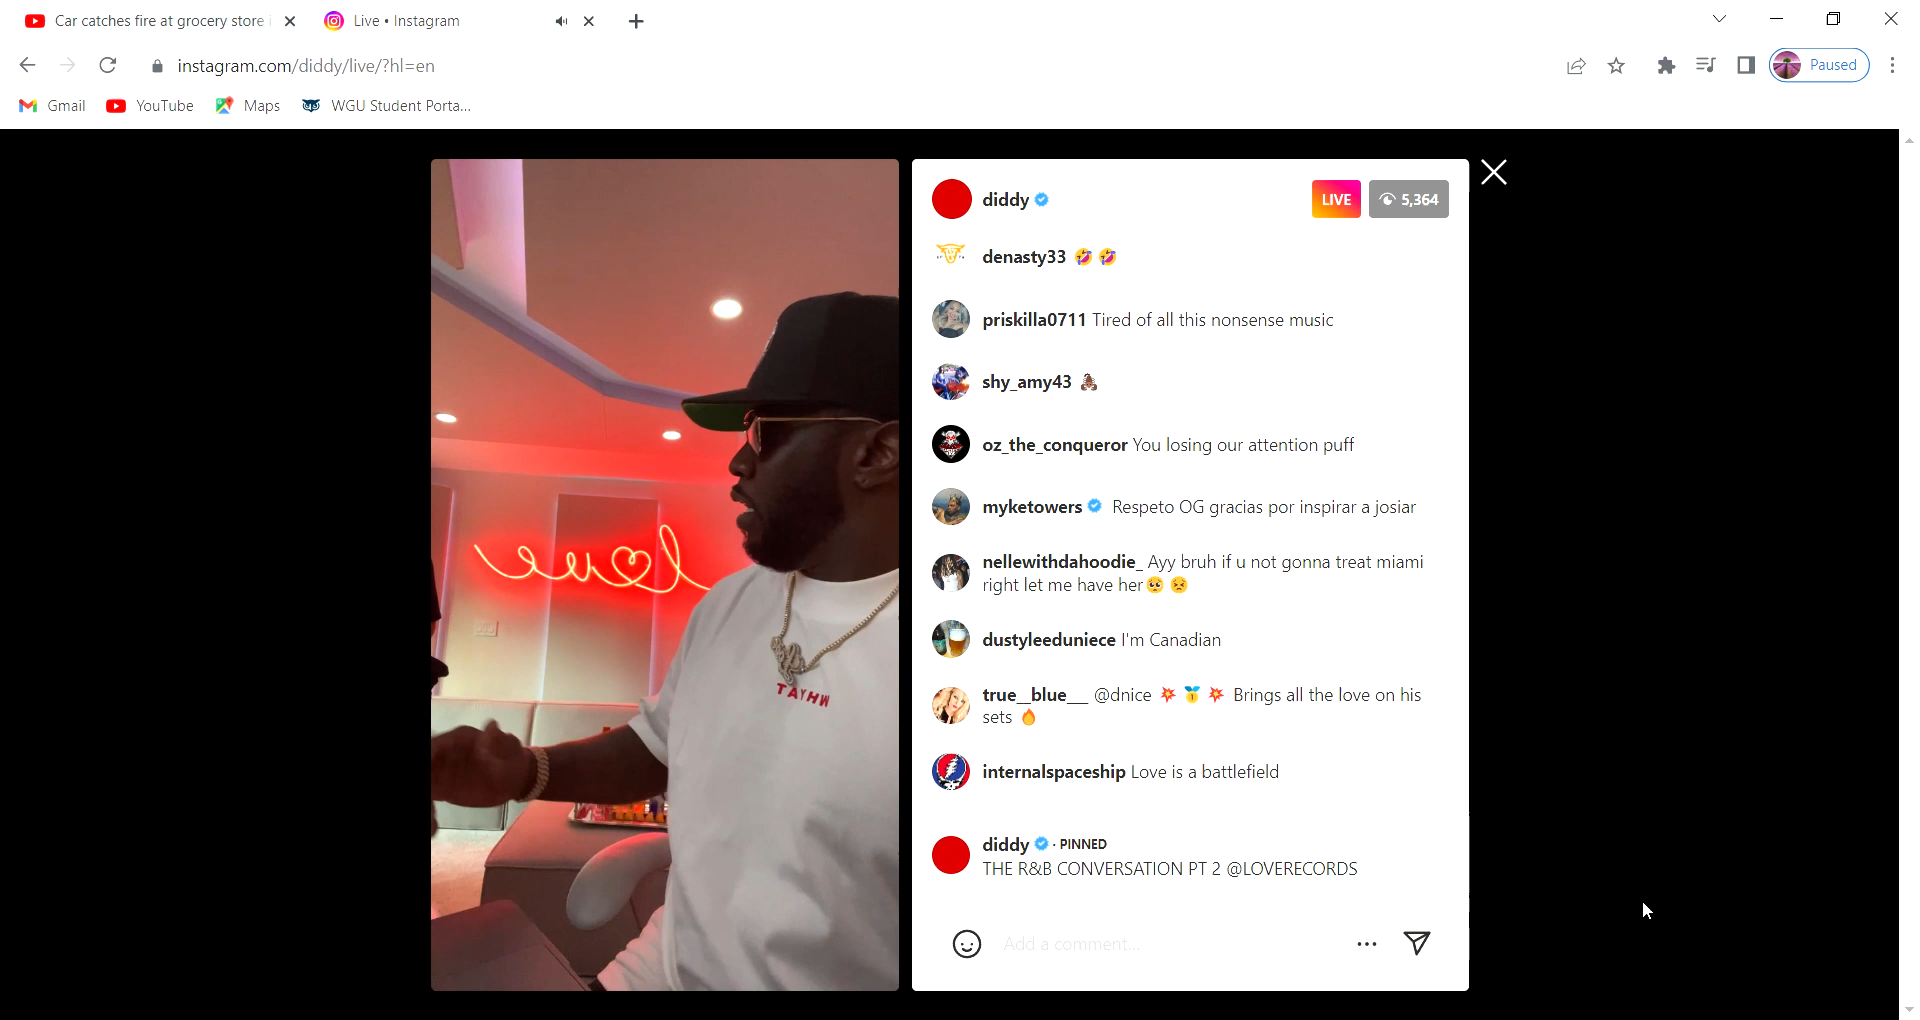 Car catches fire at grocery store i
Live • Instagram
instagram.com/diddy/live/?hl=en
Paused
Gmail
YouTube
Maps
WGU Student Porta...
diddy
LIVE
5,364
denasty33 🤣 🤣
priskilla0711 Tired of all this nonsense music
shy_amy43 🦂
oz_the_conqueror You losing our attention puff
myketowers Respeto OG gracias por inspirar a josiar
nellewithdahoodie_ Ayy bruh if u not gonna treat miami
right let me have her 🥺 😣
dustyleeduniece I'm Canadian
true__blue__ @dnice 💥 🥇 💥 Brings all the love on his
sets 🔥
internalspaceship Love is a battlefield
diddy · PINNED
THE R&B CONVERSATION PT 2 @LOVERECORDS
Add a comment...
love
WHYAT